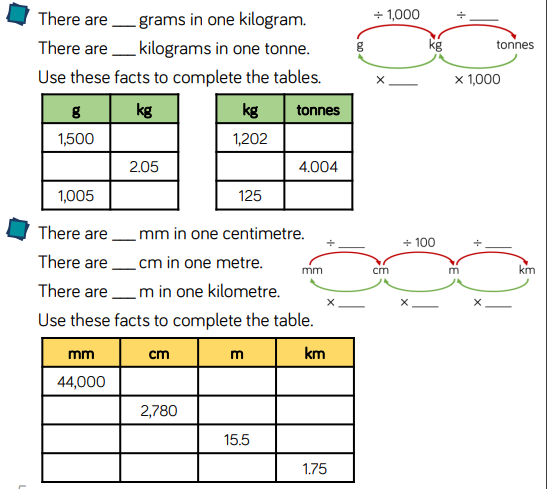 There are ___ grams in one kilogram.
There are ___ kilograms in one tonne.
Use these facts to complete the tables.
÷ 1,000 ÷ ___
g kg tonnes
× ___ × 1,000
g kg
1,500
2.05
1,005
kg tonnes
1,202
4.004
125
There are ___ mm in one centimetre.
There are ___ cm in one metre.
There are ___ m in one kilometre.
Use these facts to complete the table.
÷ ___ ÷ 100 ÷ ___
mm cm m km
× ___ × ___ × ___
mm cm m km
44,000
2,780
15.5
1.75